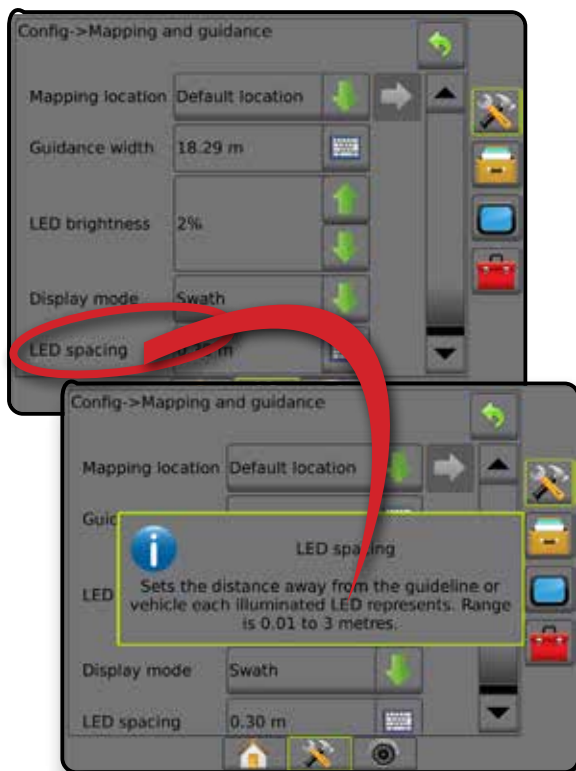 Config->Mapping and guidance
Mapping location Default location
Guidance width 18.29 m
LED brightness 2%
Display mode Swath
LED spacing m
Config->Mapping and guidance
Mapping location Default location
Guid
LED spacing
LED
Sets the distance away from the guideline or
vehicle each illuminated LED represents. Range
is 0.01 to 3 metres.
Display mode Swath
LED spacing 0.30 m